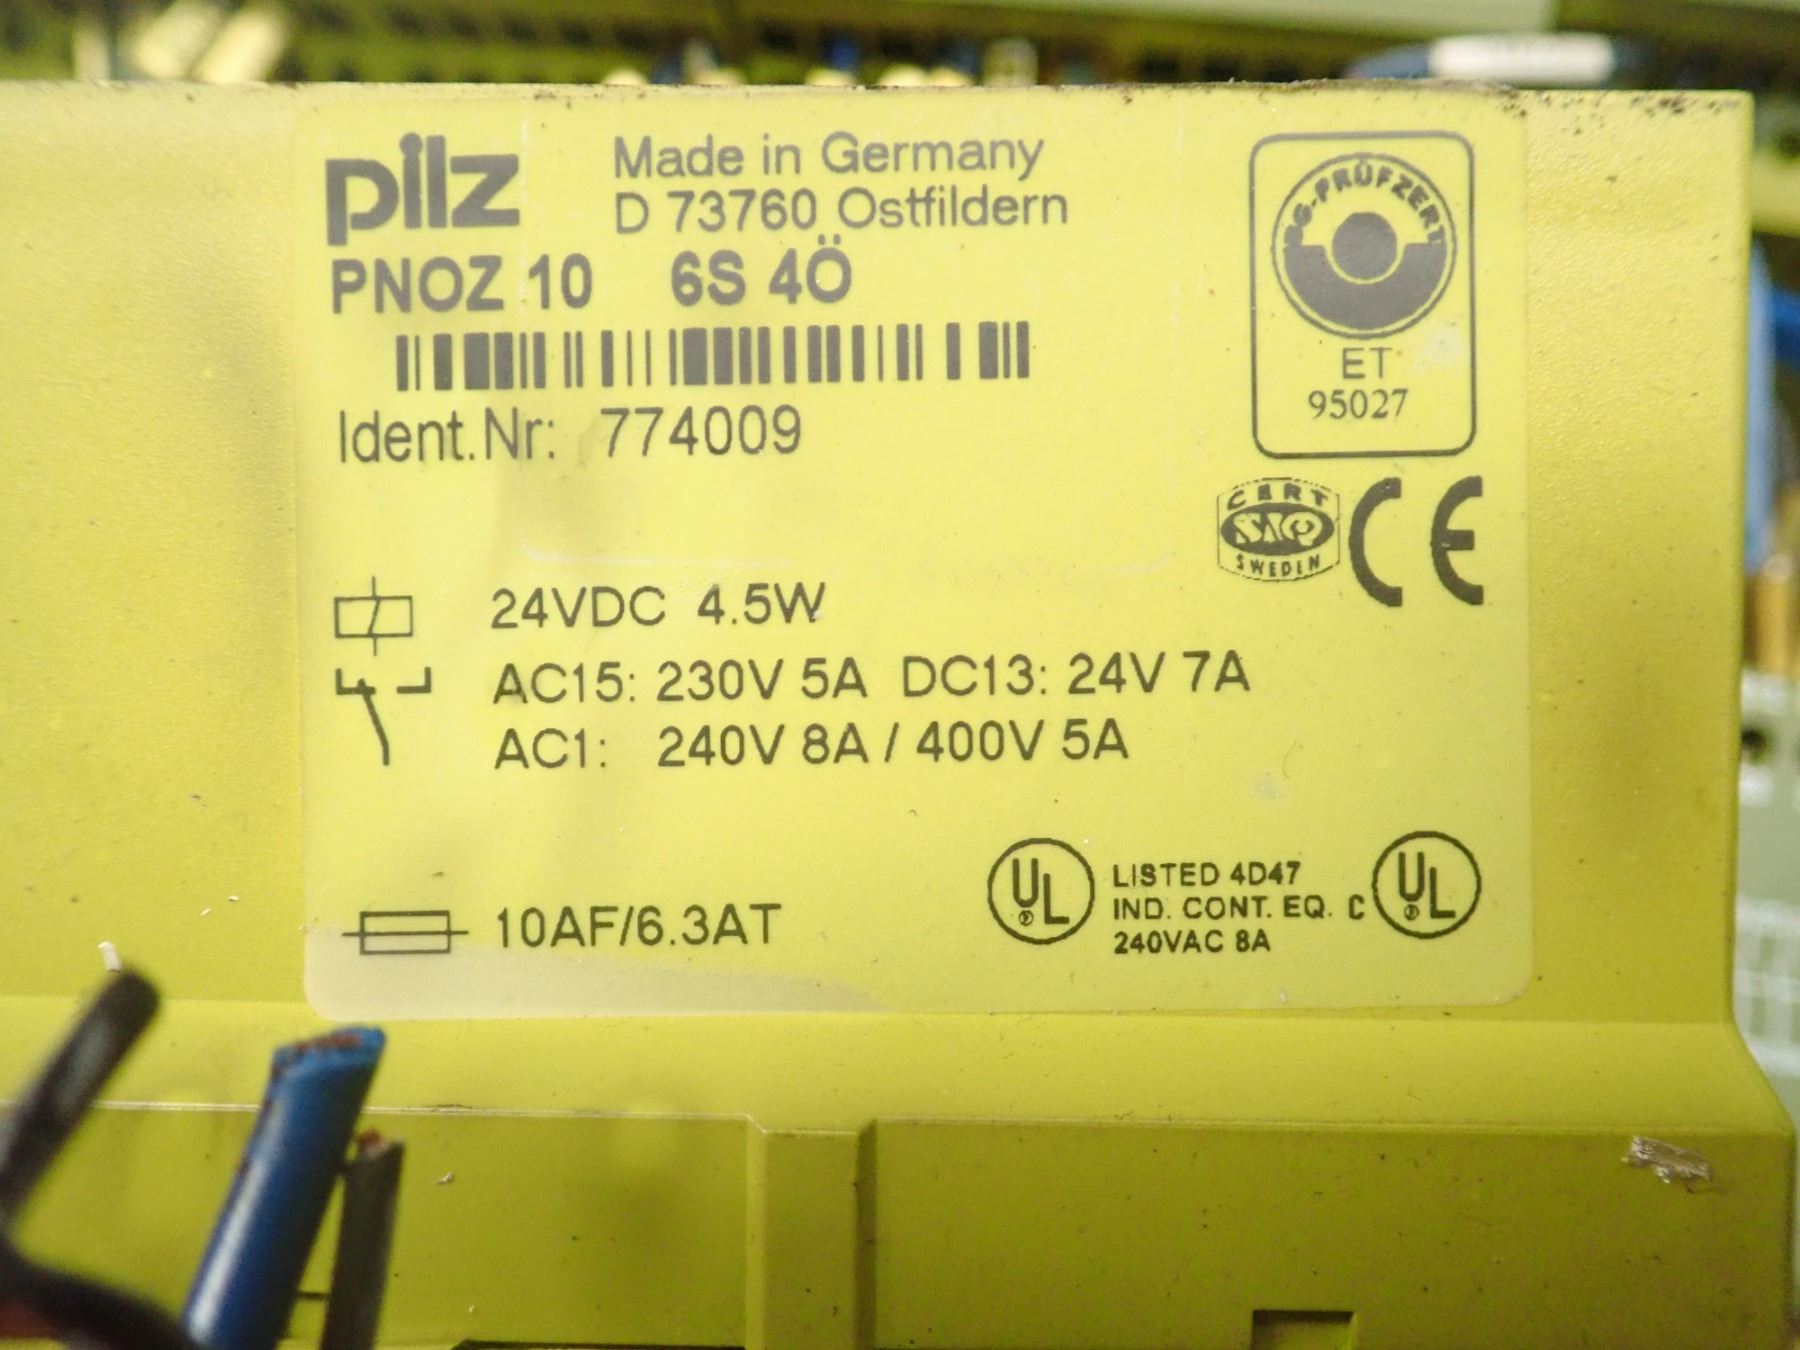 pilz
Made in Germany
D 73760 Ostfildern
PNOZ 10 6S 4Ö
Ident.Nr: 774009
BG-PRÜFZERT
ET
95027
CERT
SAQ
SWEDEN
CE
24VDC 4.5W
AC15: 230V 5A DC13: 24V 7A
AC1: 240V 8A / 400V 5A
10AF/6.3AT
UL
LISTED 4D47
IND. CONT. EQ.
240VAC 8A
C UL